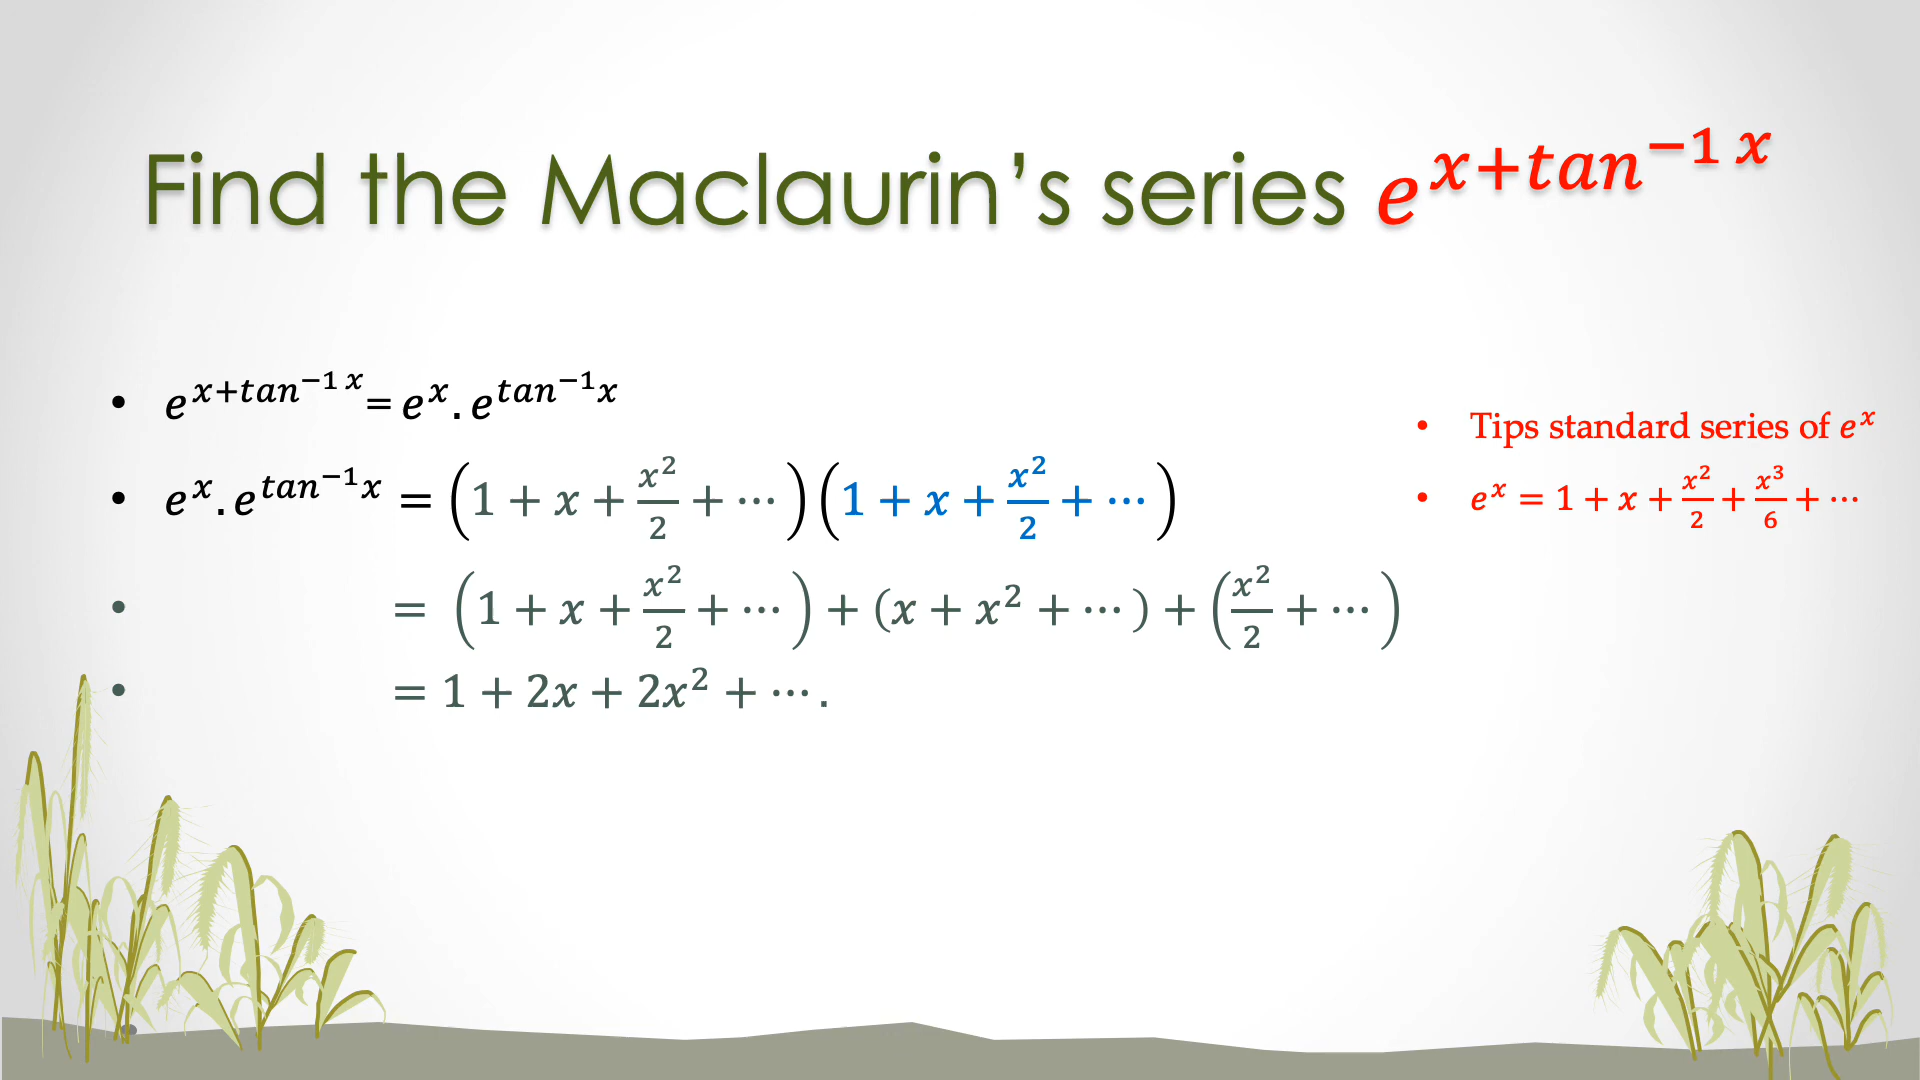 Find the Maclaurin's series $e^{x+tan^{-1}x}$
• $e^{x+tan^{-1}x}$= $e^x.e^{tan^{-1}x}$
• Tips standard series of $e^x$
• $e^x.e^{tan^{-1}x} = \left(1+x+\frac{x^2}{2}+\cdots\right)\left(1+x+\frac{x^2}{2}+\cdots\right)$
• $e^x = 1+x+\frac{x^2}{2}+\frac{x^3}{6}+\cdots$
• $= \left(1+x+\frac{x^2}{2}+\cdots\right)+(x+x^2+\cdots)+\left(\frac{x^2}{2}+\cdots\right)$
• $= 1+2x+2x^2+\cdots.$